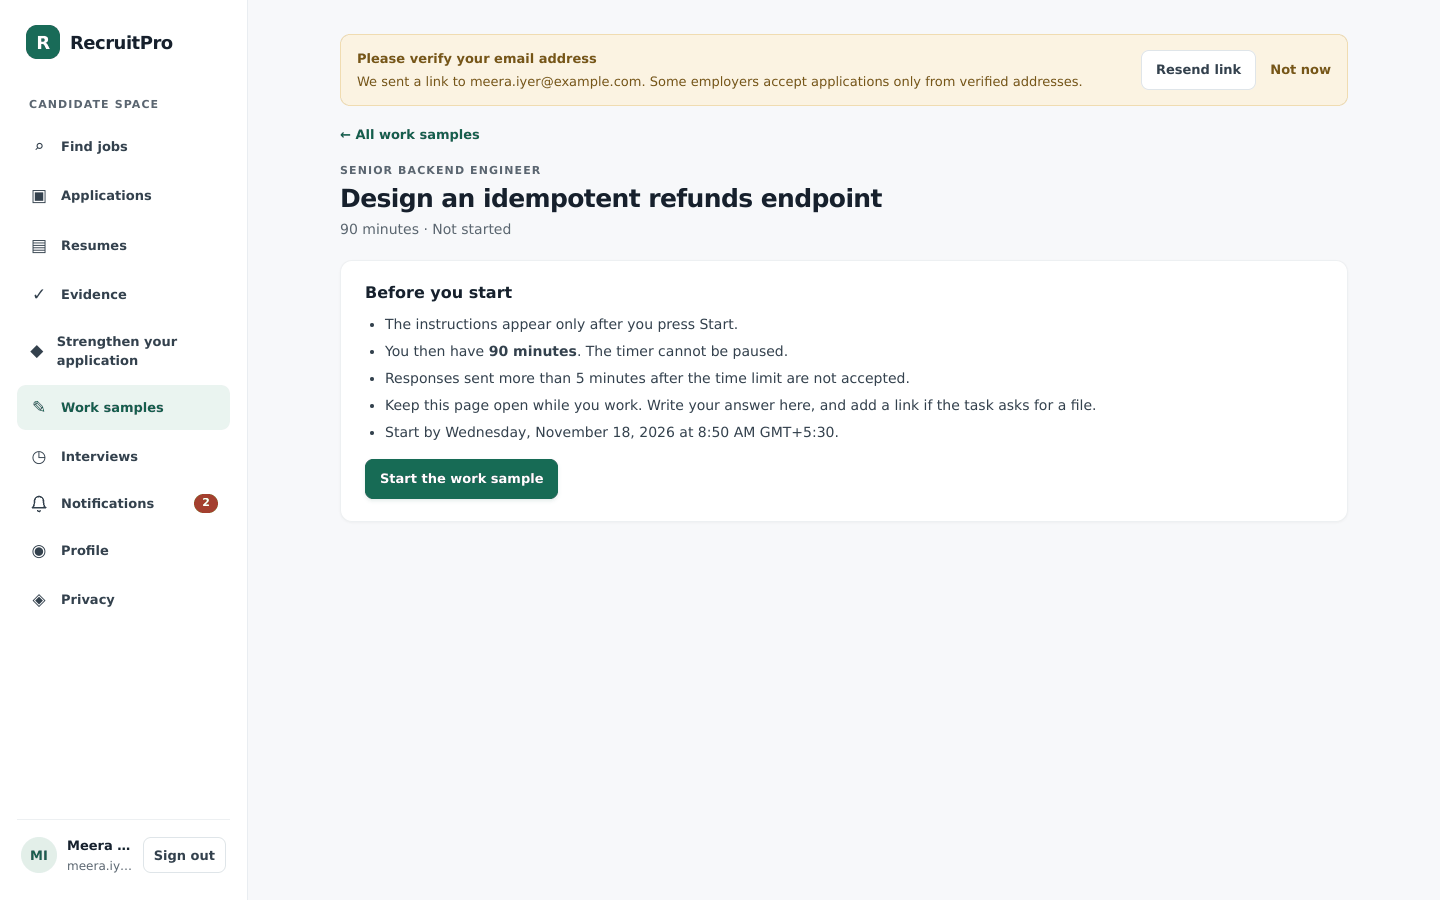 R RecruitPro
CANDIDATE SPACE
Find jobs
Applications
Resumes
Evidence
Strengthen your
application
Work samples
Interviews
Notifications 2
Profile
Privacy
MI Meera ...
meera.iy...
Sign out
Please verify your email address
We sent a link to meera.iyer@example.com. Some employers accept applications only from verified addresses.
Resend link Not now
← All work samples
SENIOR BACKEND ENGINEER
Design an idempotent refunds endpoint
90 minutes · Not started
Before you start
• The instructions appear only after you press Start.
• You then have 90 minutes. The timer cannot be paused.
• Responses sent more than 5 minutes after the time limit are not accepted.
• Keep this page open while you work. Write your answer here, and add a link if the task asks for a file.
• Start by Wednesday, November 18, 2026 at 8:50 AM GMT+5:30.
Start the work sample